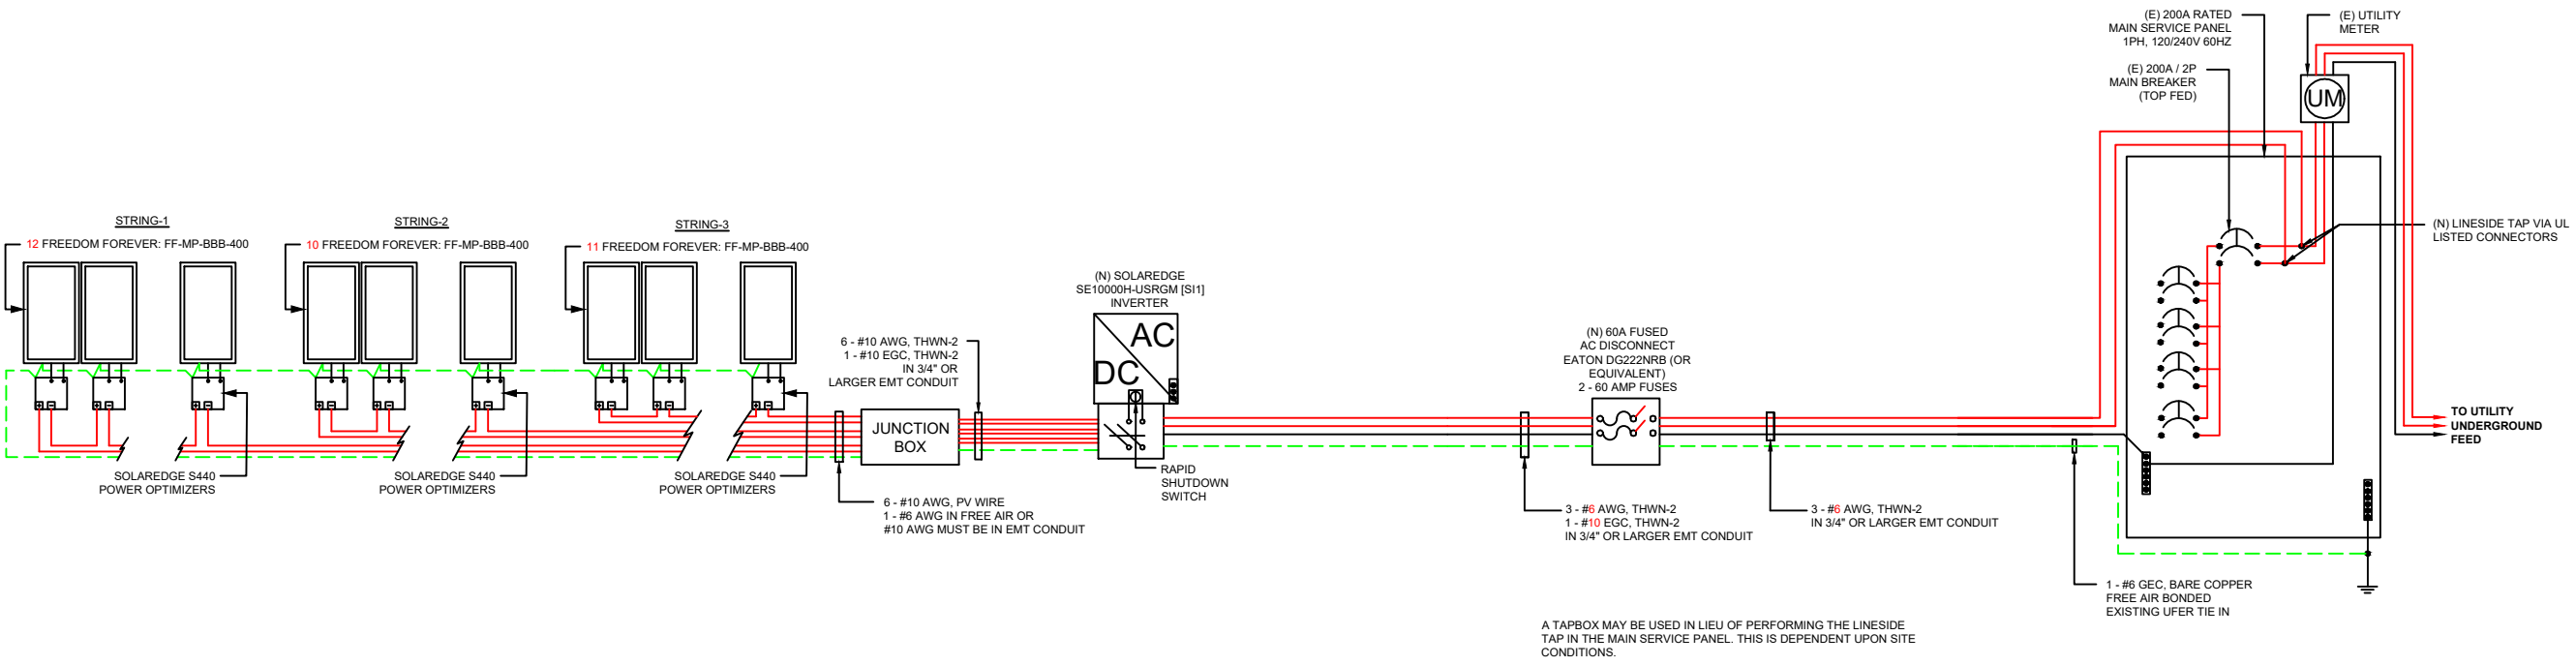 STRING-1
12 FREEDOM FOREVER: FF-MP-BBB-400
STRING-2
10 FREEDOM FOREVER: FF-MP-BBB-400
STRING-3
11 FREEDOM FOREVER: FF-MP-BBB-400
SOLAREDGE S440
POWER OPTIMIZERS
SOLAREDGE S440
POWER OPTIMIZERS
SOLAREDGE S440
POWER OPTIMIZERS
6 - #10 AWG, THWN-2
1 - #10 EGC, THWN-2
IN 3/4" OR
LARGER EMT CONDUIT
JUNCTION
BOX
6 - #10 AWG, PV WIRE
1 - #6 AWG IN FREE AIR OR
#10 AWG MUST BE IN EMT CONDUIT
(N) SOLAREDGE
SE10000H-USRGM [SI1]
INVERTER
AC
DC
RAPID
SHUTDOWN
SWITCH
(N) 60A FUSED
AC DISCONNECT
EATON DG222NRB (OR
EQUIVALENT)
2 - 60 AMP FUSES
3 - #6 AWG, THWN-2
1 - #10 EGC, THWN-2
IN 3/4" OR LARGER EMT CONDUIT
3 - #6 AWG, THWN-2
IN 3/4" OR LARGER EMT CONDUIT
A TAPBOX MAY BE USED IN LIEU OF PERFORMING THE LINESIDE
TAP IN THE MAIN SERVICE PANEL. THIS IS DEPENDENT UPON SITE
CONDITIONS.
(E) 200A RATED
MAIN SERVICE PANEL
1PH, 120/240V 60HZ
(E) 200A / 2P
MAIN BREAKER
(TOP FED)
(E) UTILITY
METER
UM
(N) LINESIDE TAP VIA UL
LISTED CONNECTORS
TO UTILITY
UNDERGROUND
FEED
1 - #6 GEC, BARE COPPER
FREE AIR BONDED
EXISTING UFER TIE IN